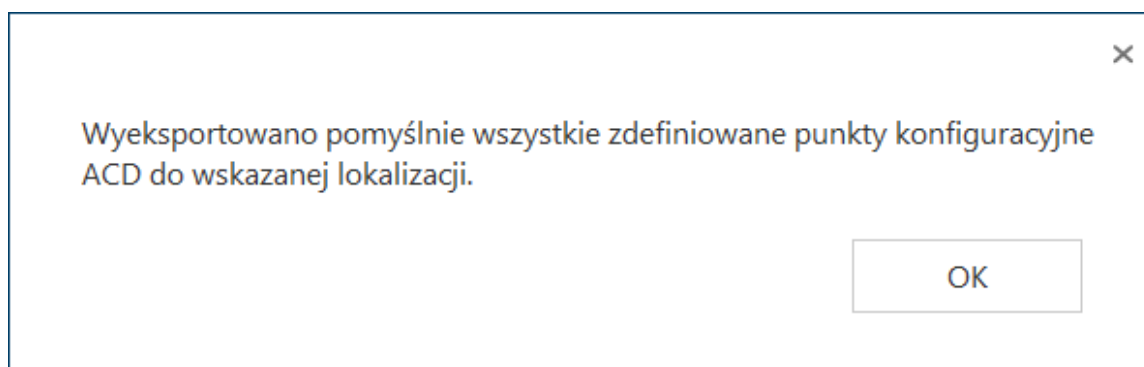 Wyeksportowano pomyślnie wszystkie zdefiniowane punkty konfiguracyjne
ACD do wskazanej lokalizacji.
OK